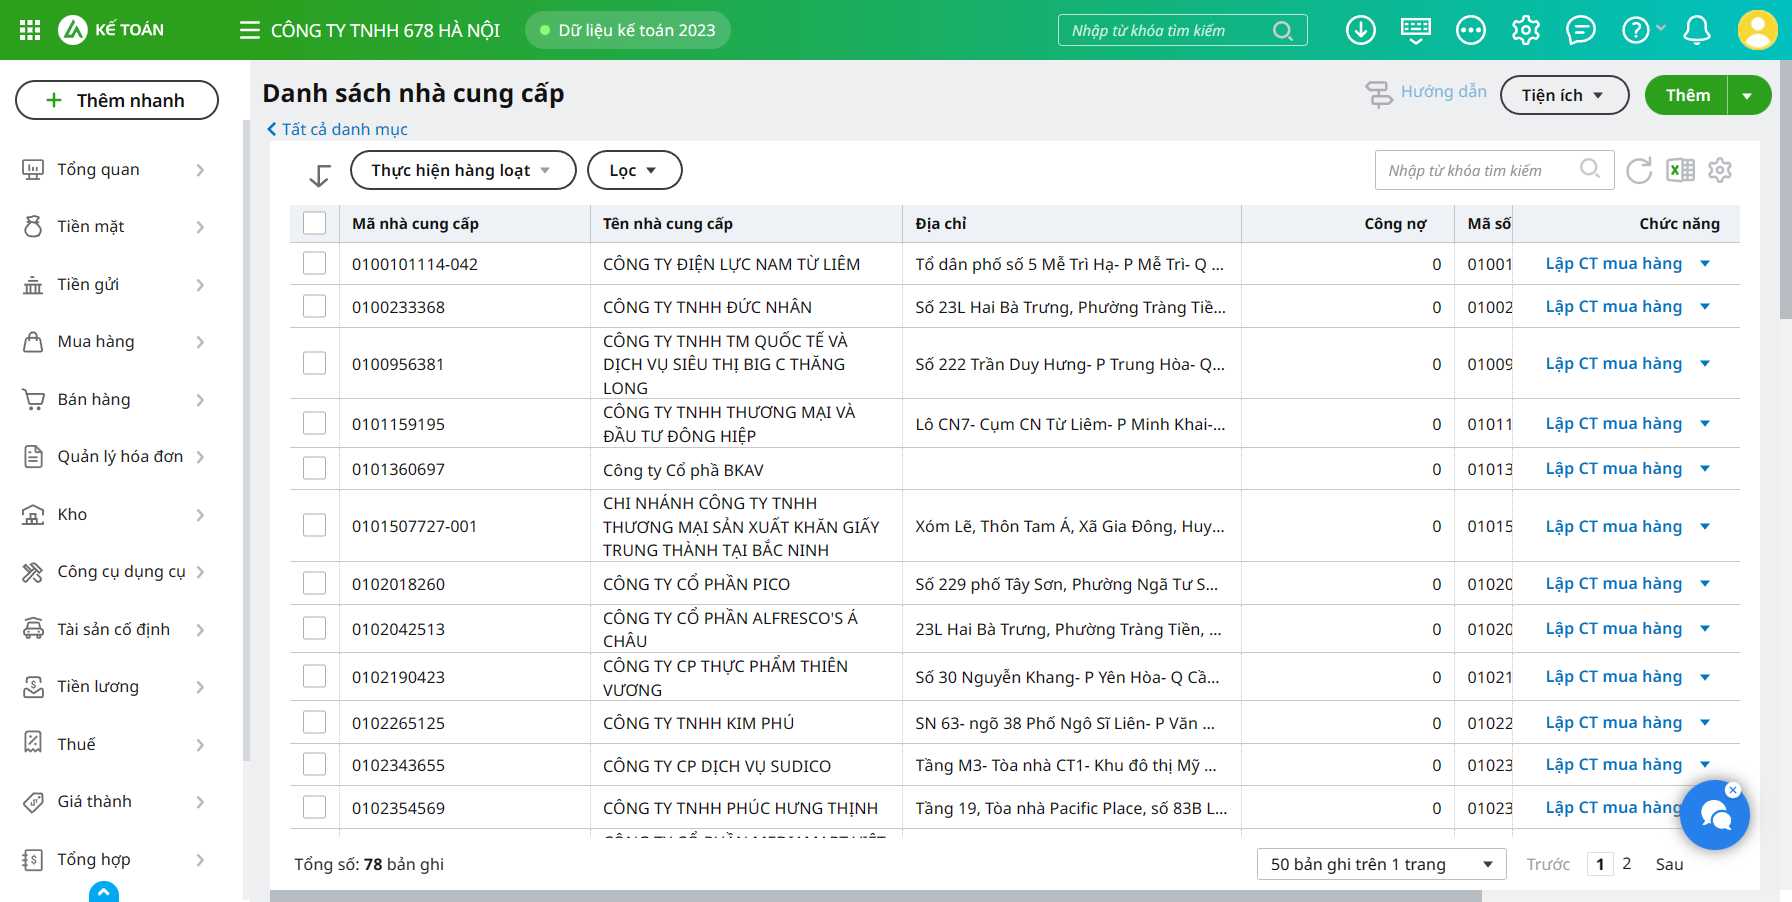 KẾ TOÁN
CÔNG TY TNHH 678 HÀ NỘI
Dữ liệu kế toán 2023
Nhập từ khóa tìm kiếm
Thêm nhanh
Tổng quan
Tiền mặt
Tiền gửi
Mua hàng
Bán hàng
Quản lý hóa đơn
Kho
Công cụ dụng cụ
Tài sản cố định
Tiền lương
Thuế
Giá thành
Tổng hợp
Danh sách nhà cung cấp
Tất cả danh mục
Hướng dẫn
Tiện ích
Thêm
Thực hiện hàng loạt
Lọc
Nhập từ khóa tìm kiếm
Mã nhà cung cấp Tên nhà cung cấp Địa chỉ Công nợ Mã số Chức năng
0100101114-042 CÔNG TY ĐIỆN LỰC NAM TỪ LIÊM Tổ dân phố số 5 Mễ Trì Hạ- P Mễ Trì- Q ... 0 01001 Lập CT mua hàng
0100233368 CÔNG TY TNHH ĐỨC NHÂN Số 23L Hai Bà Trưng, Phường Tràng Tiề... 0 01002 Lập CT mua hàng
0100956381 CÔNG TY TNHH TM QUỐC TẾ VÀ
DỊCH VỤ SIÊU THỊ BIG C THĂNG
LONG Số 222 Trần Duy Hưng- P Trung Hòa- Q... 0 01009 Lập CT mua hàng
0101159195 CÔNG TY TNHH THƯƠNG MẠI VÀ
ĐẦU TƯ ĐÔNG HIỆP Lô CN7- Cụm CN Từ Liêm- P Minh Khai-... 0 01011 Lập CT mua hàng
0101360697 Công ty Cổ phầ BKAV 0 01013 Lập CT mua hàng
0101507727-001 CHI NHÁNH CÔNG TY TNHH
THƯƠNG MẠI SẢN XUẤT KHĂN GIẤY
TRUNG THÀNH TẠI BẮC NINH Xóm Lẽ, Thôn Tam Á, Xã Gia Đông, Huy... 0 01015 Lập CT mua hàng
0102018260 CÔNG TY CỔ PHẦN PICO Số 229 phố Tây Sơn, Phường Ngã Tư S... 0 01020 Lập CT mua hàng
0102042513 CÔNG TY CỔ PHẦN ALFRESCO'S Á
CHÂU 23L Hai Bà Trưng, Phường Tràng Tiền, ... 0 01020 Lập CT mua hàng
0102190423 CÔNG TY CP THỰC PHẨM THIÊN
VƯƠNG Số 30 Nguyễn Khang- P Yên Hòa- Q Cầ... 0 01021 Lập CT mua hàng
0102265125 CÔNG TY TNHH KIM PHÚ SN 63- ngõ 38 Phố Ngô Sĩ Liên- P Văn ... 0 01022 Lập CT mua hàng
0102343655 CÔNG TY CP DỊCH VỤ SUDICO Tầng M3- Tòa nhà CT1- Khu đô thị Mỹ ... 0 01023 Lập CT mua hàng
0102354569 CÔNG TY TNHH PHÚC HƯNG THỊNH Tầng 19, Tòa nhà Pacific Place, số 83B L... 0 01023 Lập CT mua hàng
Tổng số: 78 bản ghi
50 bản ghi trên 1 trang
Trước 1 2 Sau